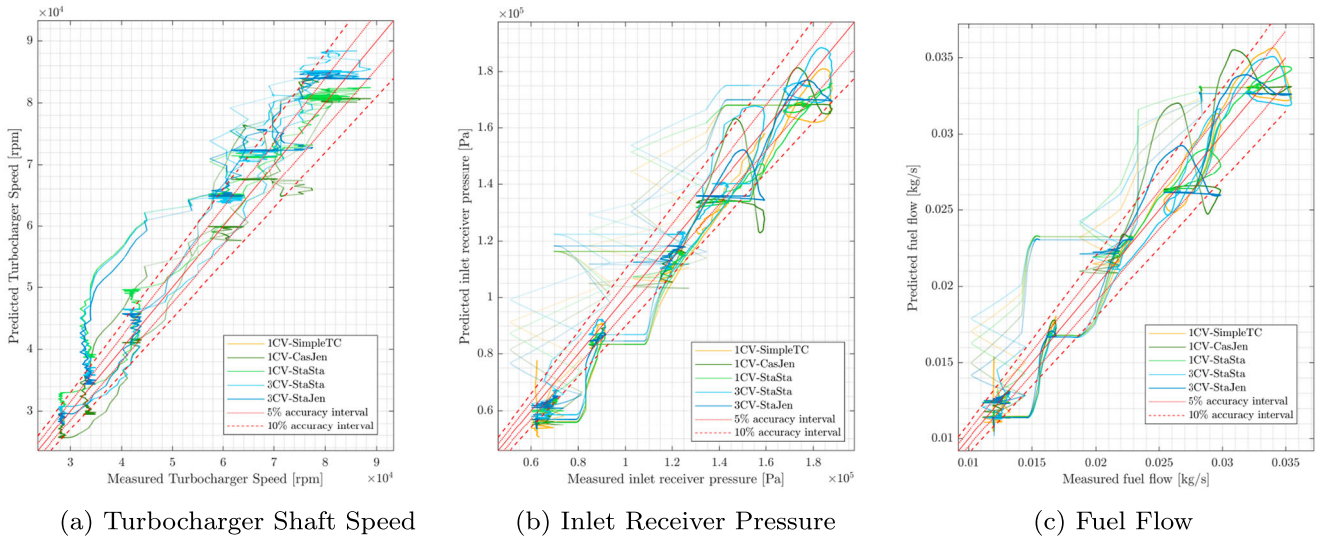 ×10⁴
9
8
7
6
5
4
3
Predicted Turbocharger Speed [rpm]
1CV-SimpleTC
1CV-CasJen
1CV-StaSta
3CV-StaSta
3CV-StaJen
5% accuracy interval
10% accuracy interval
3 4 5 6 7 8 9
Measured Turbocharger Speed [rpm]
×10⁴
(a) Turbocharger Shaft Speed
×10⁵
1.8
1.6
1.4
1.2
1
0.8
0.6
Predicted inlet receiver pressure [Pa]
1CV-SimpleTC
1CV-CasJen
1CV-StaSta
3CV-StaSta
3CV-StaJen
5% accuracy interval
10% accuracy interval
0.6 0.8 1 1.2 1.4 1.6 1.8
Measured inlet receiver pressure [Pa]
×10⁵
(b) Inlet Receiver Pressure
0.035
0.03
0.025
0.02
0.015
0.01
Predicted fuel flow [kg/s]
1CV-SimpleTC
1CV-CasJen
1CV-StaSta
3CV-StaSta
3CV-StaJen
5% accuracy interval
10% accuracy interval
0.01 0.015 0.02 0.025 0.03 0.035
Measured fuel flow [kg/s]
(c) Fuel Flow